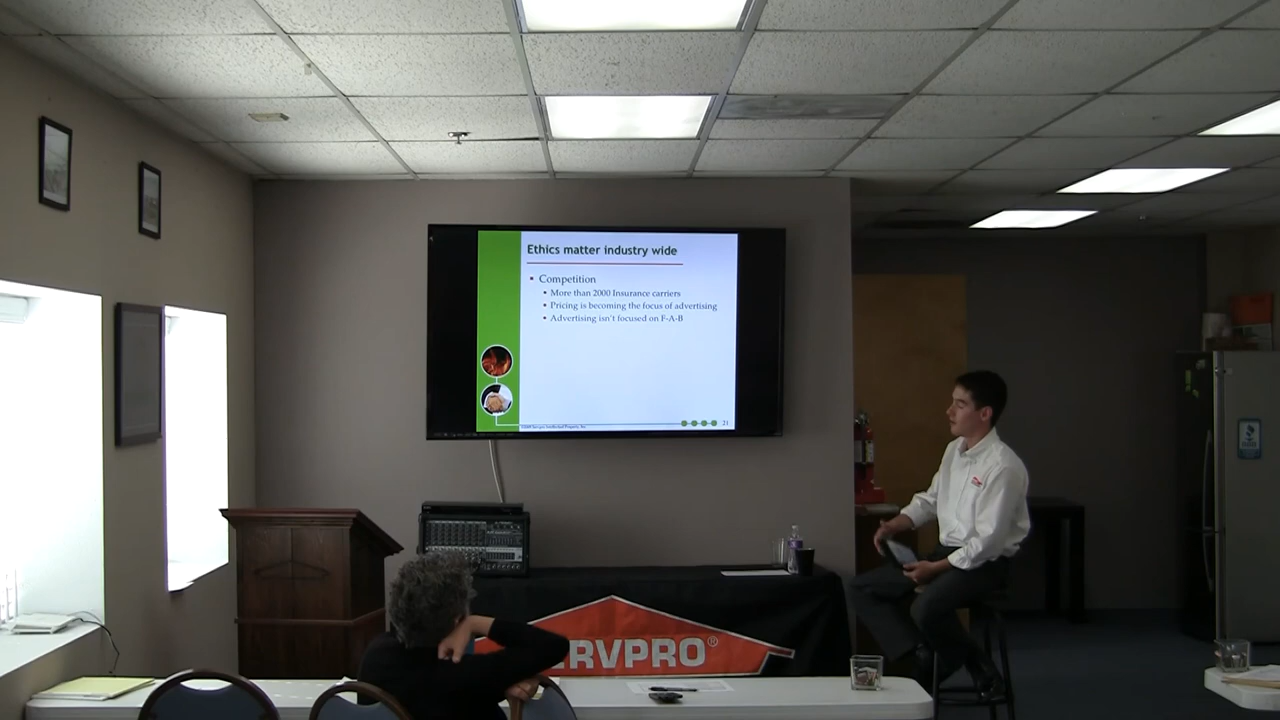 Ethics matter industry wide
Competition
More than 2000 Insurance carriers
Pricing is becoming the focus of advertising
Advertising isn't focused on F-A-B
21
RVPRO®